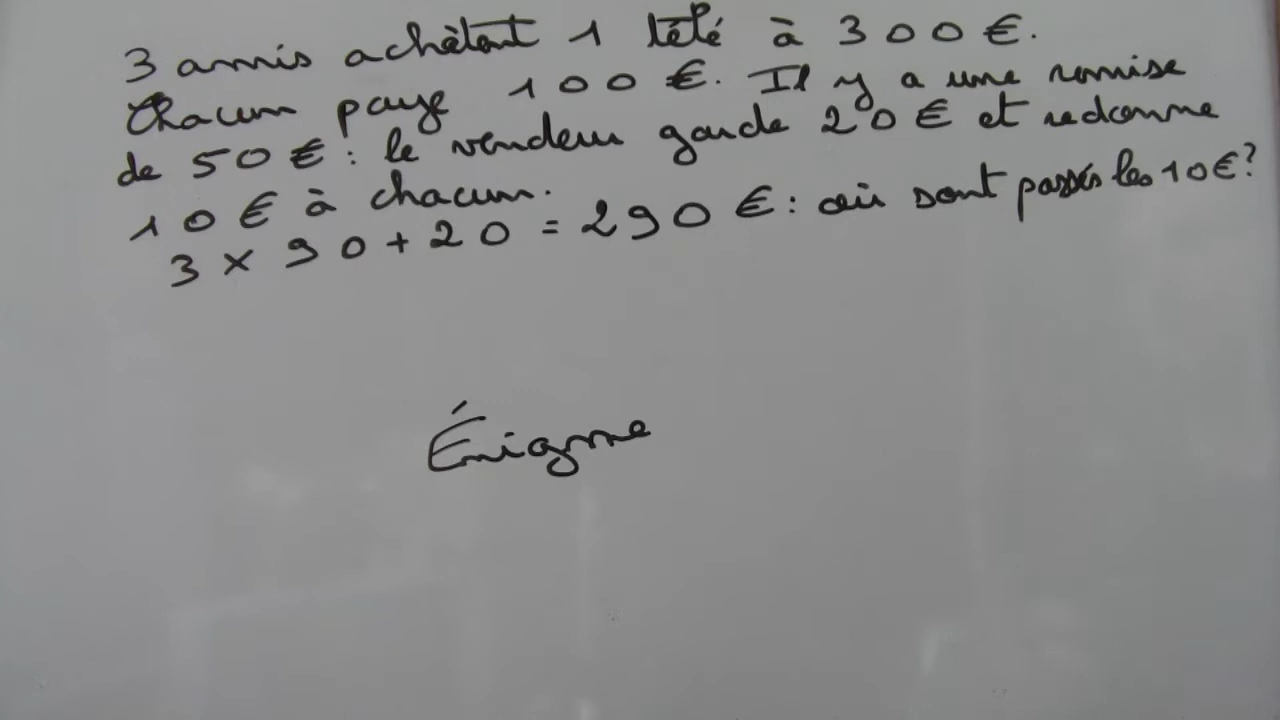 3 amis achètent 1 télé à 300€.
Chacun paye 100€. Il y a une remise
de 50€: le vendeur garde 20€ et redonne
10€ à chacun.
3 × 90 + 20 = 290€: où sont passés les 10€?
Énigme